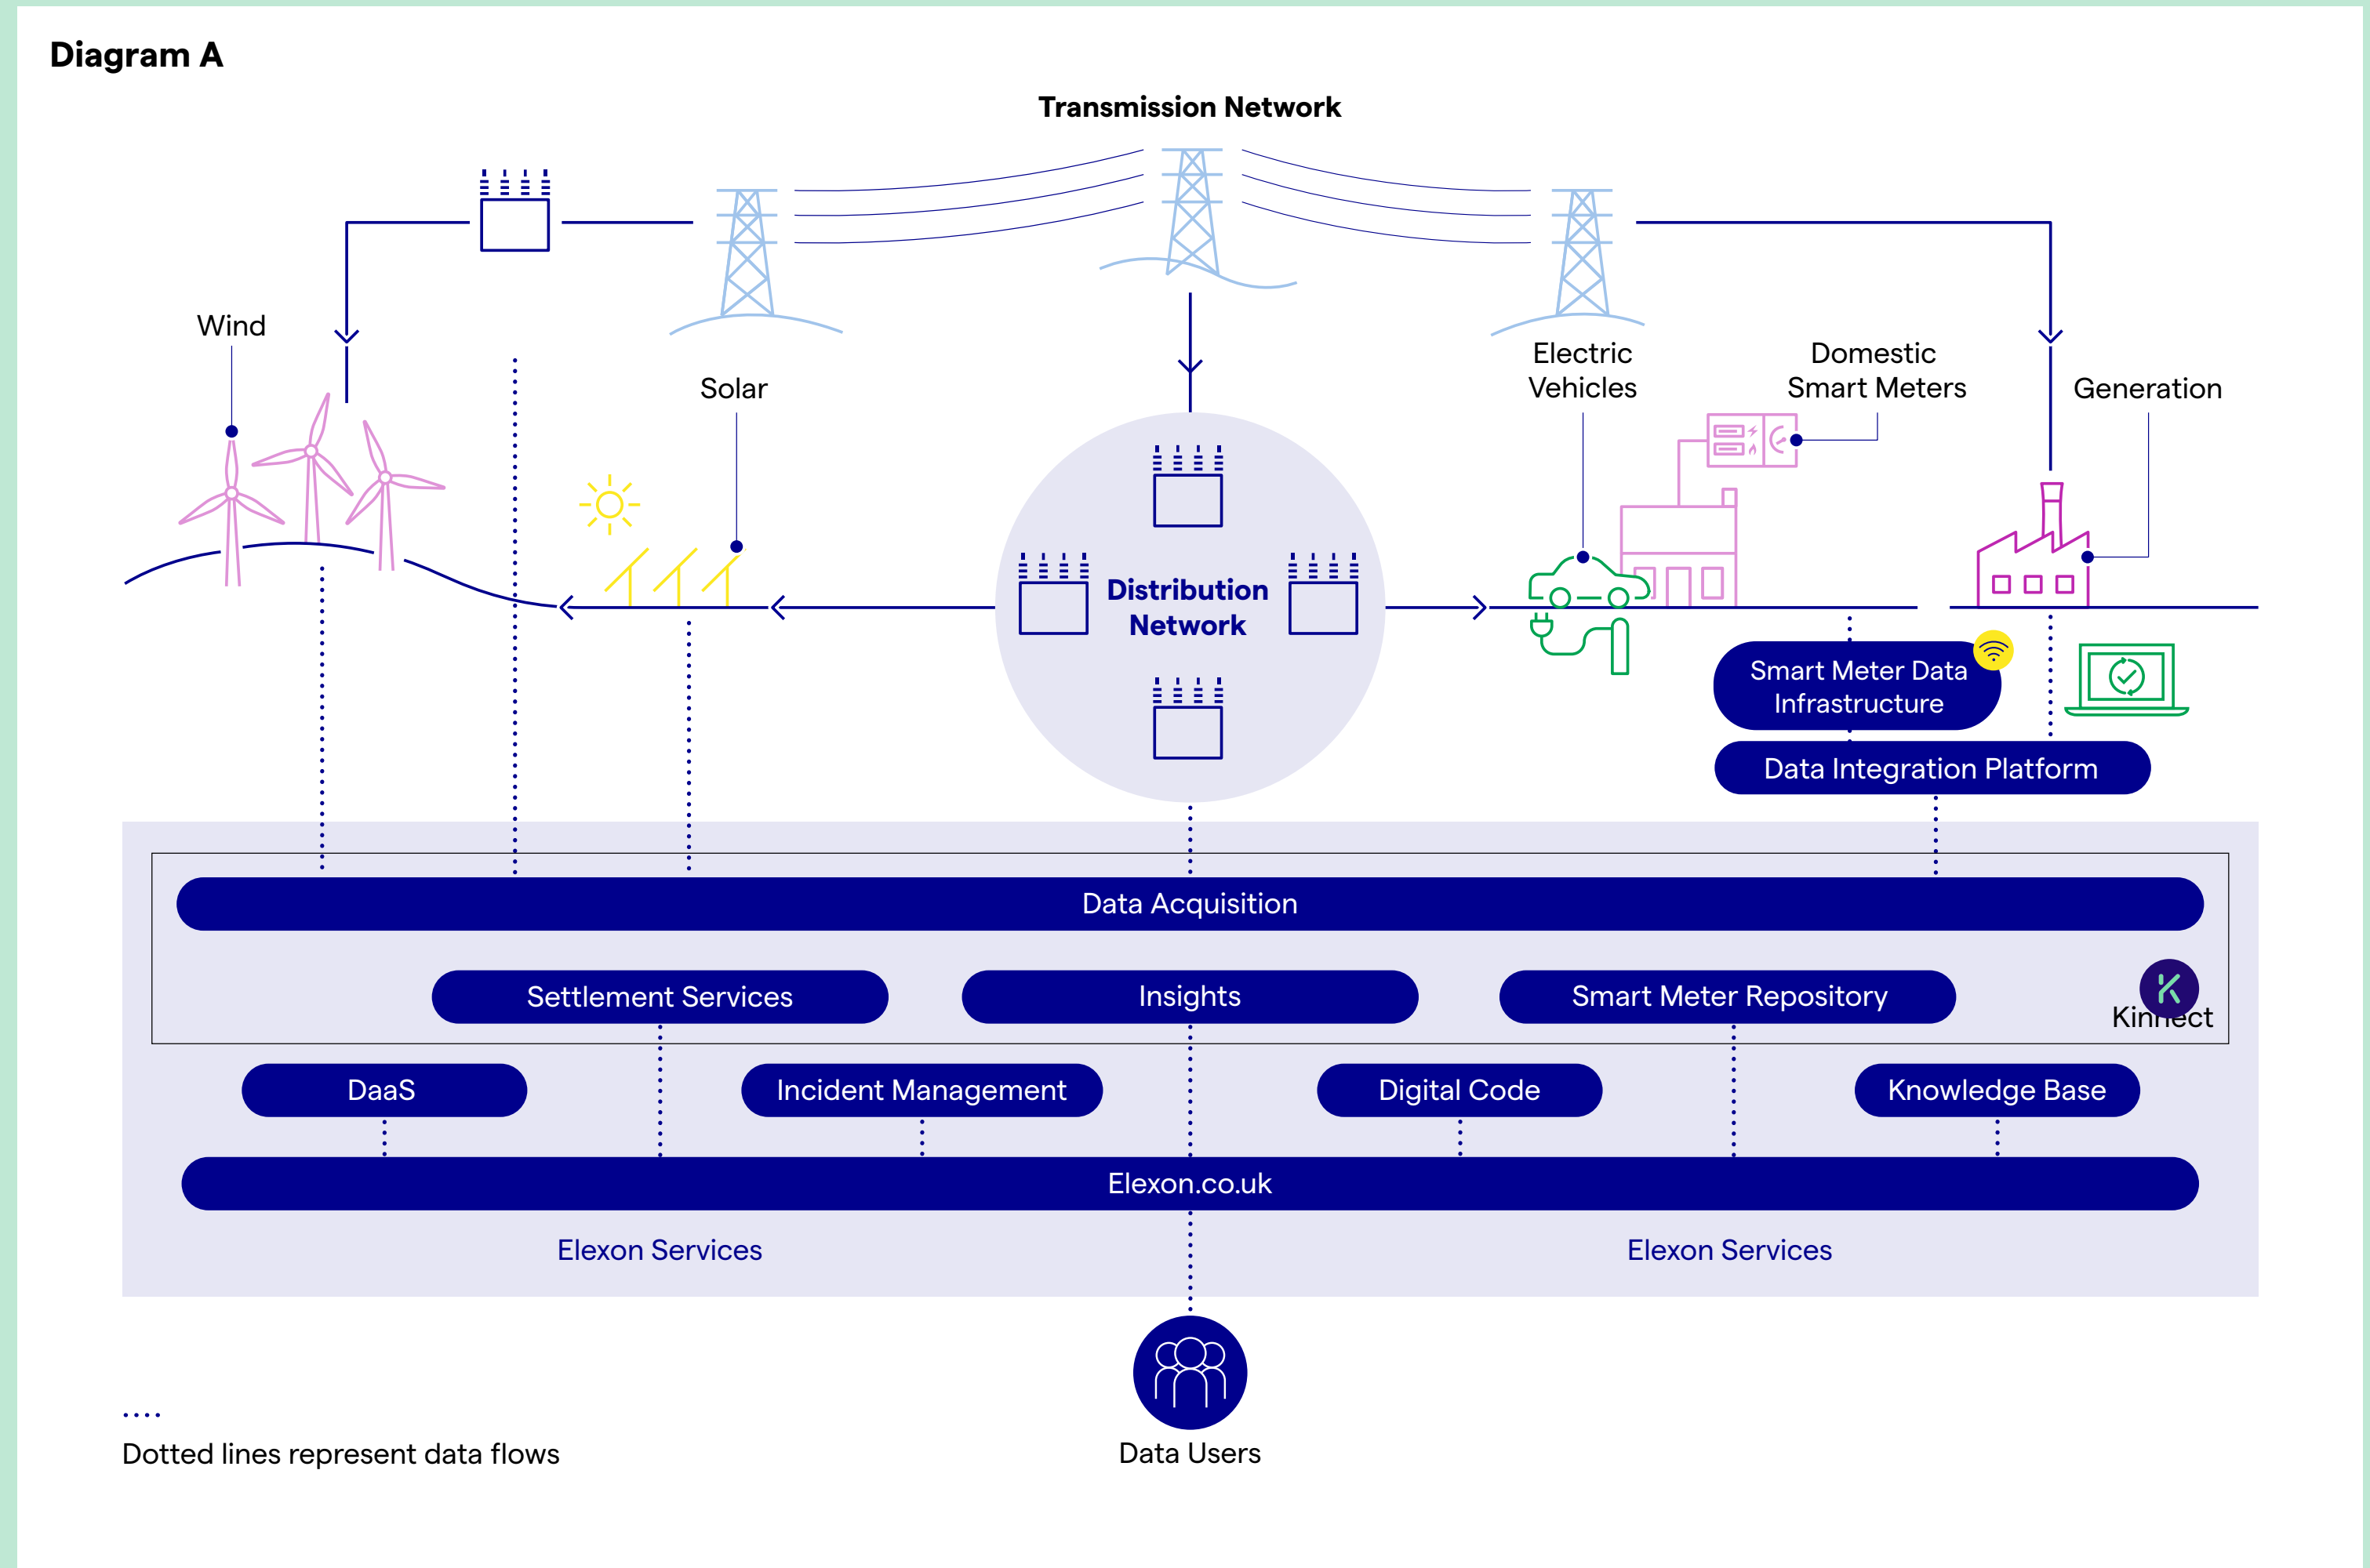 Diagram A
Transmission Network
Wind
Solar
Electric
Vehicles
Domestic
Smart Meters
Generation
Distribution
Network
Smart Meter Data
Infrastructure
Data Integration Platform
Data Acquisition
Settlement Services
Insights
Smart Meter Repository
Kinnect
DaaS
Incident Management
Digital Code
Knowledge Base
Elexon.co.uk
Elexon Services
Elexon Services
Data Users
Dotted lines represent data flows